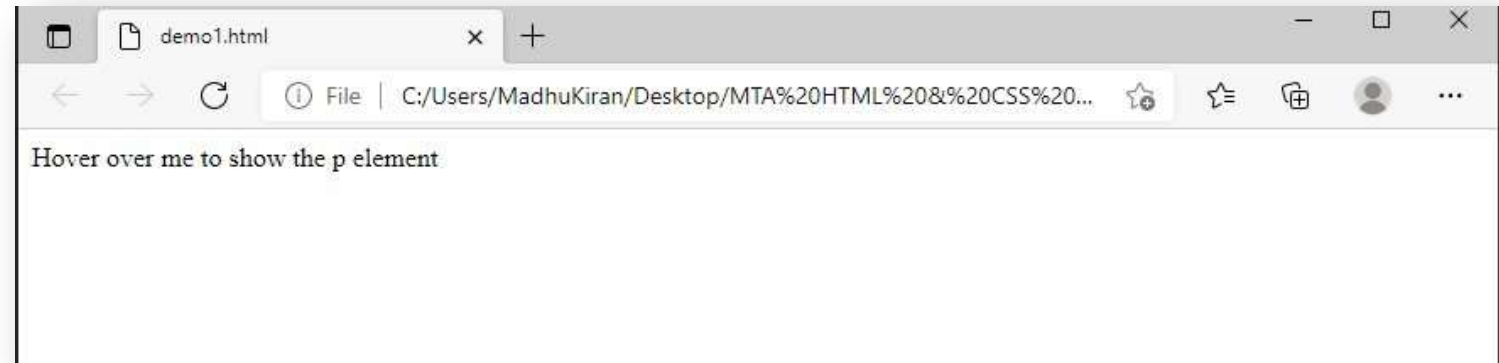 demo1.html
File | C:/Users/MadhuKiran/Desktop/MTA%20HTML%20&%20CSS%20...
Hover over me to show the p element